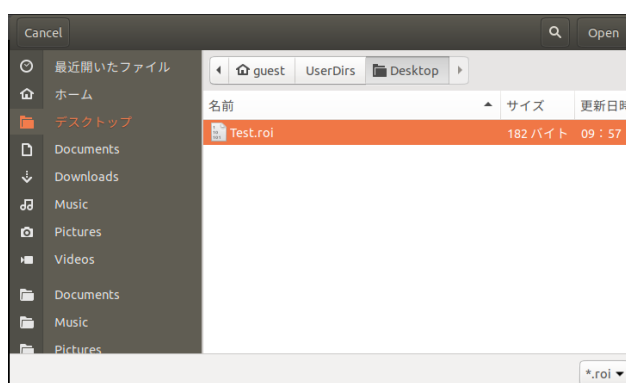 Cancel
Open
最近開いたファイル
ホーム
デスクトップ
Documents
Downloads
Music
Pictures
Videos
Documents
Music
Pictures
guest UserDirs Desktop
名前 サイズ 更新日時
Test.roi 182 バイト 09:57
*.roi